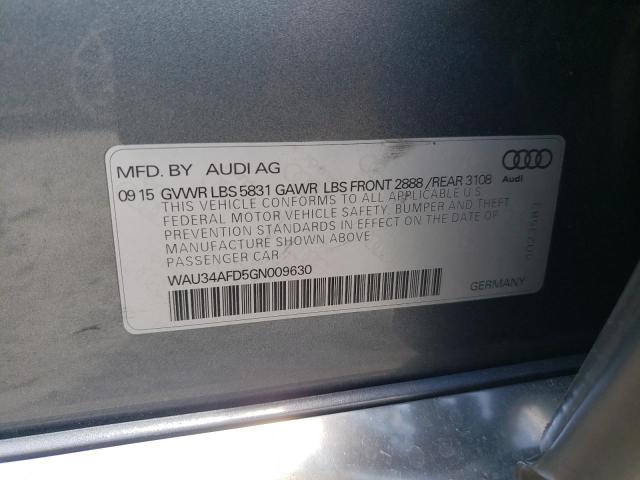 MFD. BY AUDI AG
09 15 GVWR LBS 5831 GAWR LBS FRONT 2888 /REAR 3108
THIS VEHICLE CONFORMS TO ALL APPLICABLE U.S.
FEDERAL MOTOR VEHICLE SAFETY, BUMPER AND THEFT
PREVENTION STANDARDS IN EFFECT ON THE DATE OF
MANUFACTURE SHOWN ABOVE
PASSENGER CAR
WAU34AFD5GN009630
GERMANY
Audi